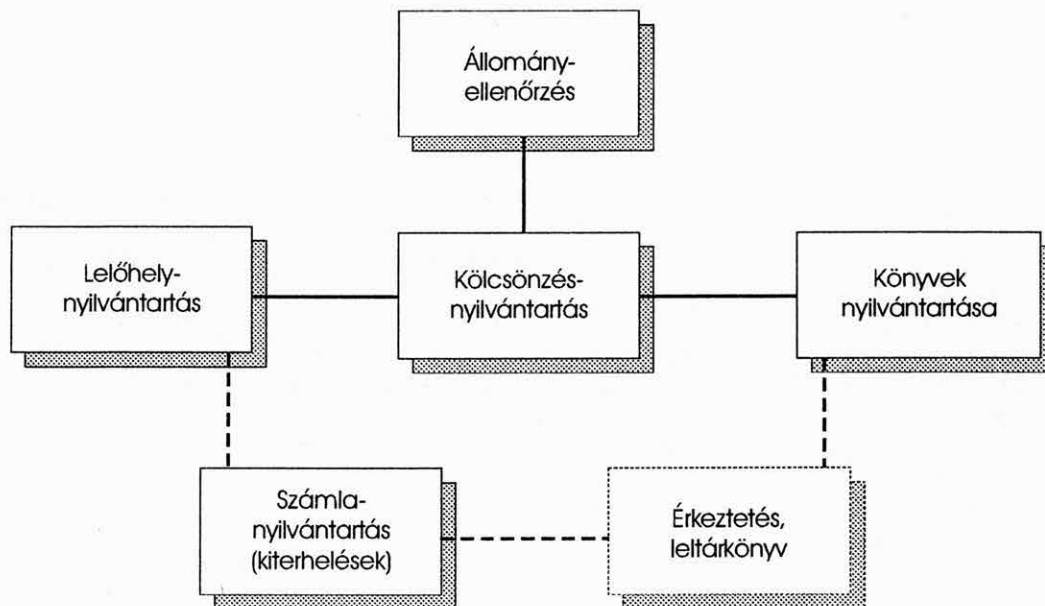 Állomány-
ellenőrzés
Lelőhely-
nyilvántartás
Kölcsönzés-
nyilvántartás
Könyvek
nyilvántartása
Számla-
nyilvántartás
(kiterhelések)
Érkeztetés,
leltárkönyv